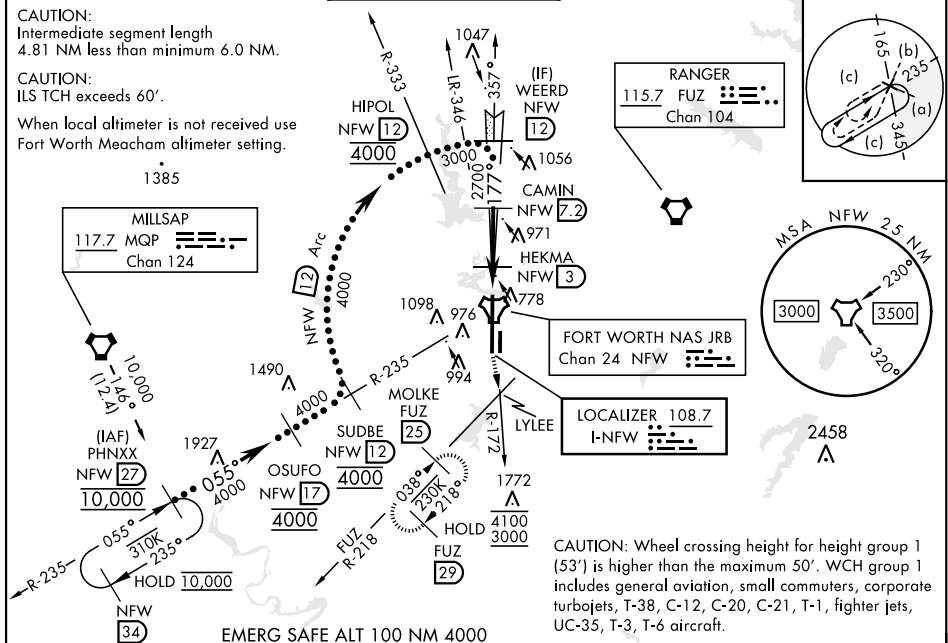 CAUTION:
Intermediate segment length
4.81 NM less than minimum 6.0 NM.
CAUTION:
ILS TCH exceeds 60'.
When local altimeter is not received use
Fort Worth Meacham altimeter setting.
1385
MILLSAP
117.7 MQP
Chan 124
10,000
146°
(12.4)
(IAF)
PHNXX
NFW 27
10,000
1927
055°
4000
055°
310K
235°
R-235
HOLD 10,000
NFW
34
1490
4000
OSUFO
NFW 17
4000
SUDBE
NFW 12
4000
R-235
NFW 12 Arc
4000
HIPOL
NFW 12
4000
R-333
LR-346
1047
357°
(IF)
WEERD
NFW
12
3000
1056
2700
177°
CAMIN
NFW 7.2
971
HEKMA
NFW 3
778
1098
976
994
RANGER
115.7 FUZ
Chan 104
FORT WORTH NAS JRB
Chan 24 NFW
LOCALIZER 108.7
I-NFW
LYLEE
R-172
MOLKE
FUZ
25
038°
230K
218°
FUZ
R-218
HOLD
4100
3000
FUZ
29
1772
2458
165
(b)
235
(c)
(a)
(c)
345
MSA NFW 25 NM
230°
3000
3500
320°
CAUTION: Wheel crossing height for height group 1
(53') is higher than the maximum 50'. WCH group 1
includes general aviation, small commuters, corporate
turbojets, T-38, C-12, C-20, C-21, T-1, fighter jets,
UC-35, T-3, T-6 aircraft.
EMERG SAFE ALT 100 NM 4000